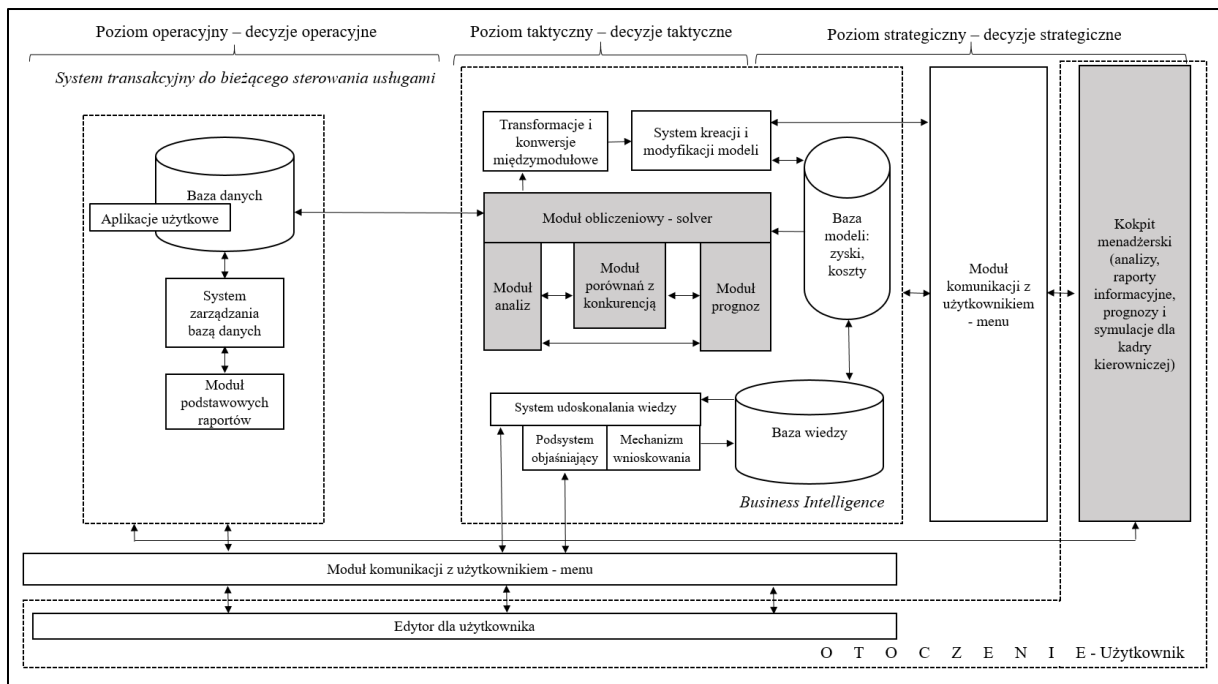 Poziom operacyjny – decyzje operacyjne
Poziom taktyczny – decyzje taktyczne
Poziom strategiczny – decyzje strategiczne
System transakcyjny do bieżącego sterowania usługami
Baza danych
Aplikacje użytkowe
System
zarządzania
bazą danych
Moduł
podstawowych
raportów
Transformacje i
konwersje
międzymodułowe
System kreacji i
modyfikacji modeli
Moduł obliczeniowy - solver
Moduł
analiz
Moduł
porównań z
konkurencją
Moduł
prognoz
Baza
modeli:
zyski,
koszty
System udoskonalania wiedzy
Podsystem
objaśniający
Mechanizm
wnioskowania
Baza wiedzy
Business Intelligence
Moduł
komunikacji z
użytkownikiem
- menu
Kokpit
menadżerski
(analizy,
raporty
informacyjne,
prognozy i
symulacje dla
kadry
kierowniczej)
Moduł komunikacji z użytkownikiem - menu
Edytor dla użytkownika
O T O C Z E N I E - Użytkownik